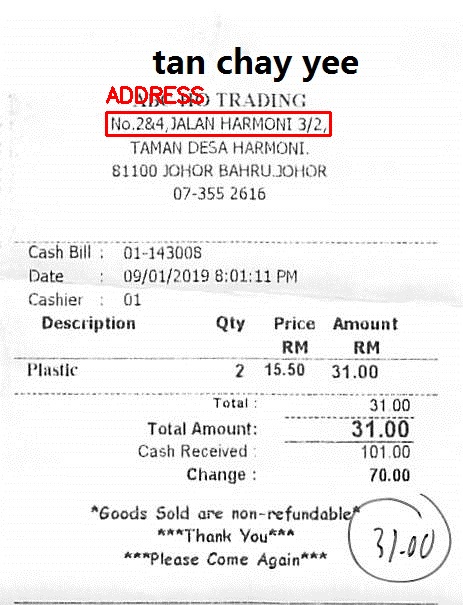 tan chay yee
ADDRESS
TRADING
No.2&4, JALAN HARMONI 3/2,
TAMAN DESA HARMONI.
81100 JOHOR BAHRU.JOHOR
07-355 2616
Cash Bill : 01-143008
Date : 09/01/2019 8:01:11 PM
Cashier : 01
Description Qty Price Amount
RM RM
Plastic 2 15.50 31.00
Total : 31.00
Total Amount: 31.00
Cash Received : 101.00
Change : 70.00
*Goods Sold are non-refundable*
***Thank You***
***Please Come Again***
31.00